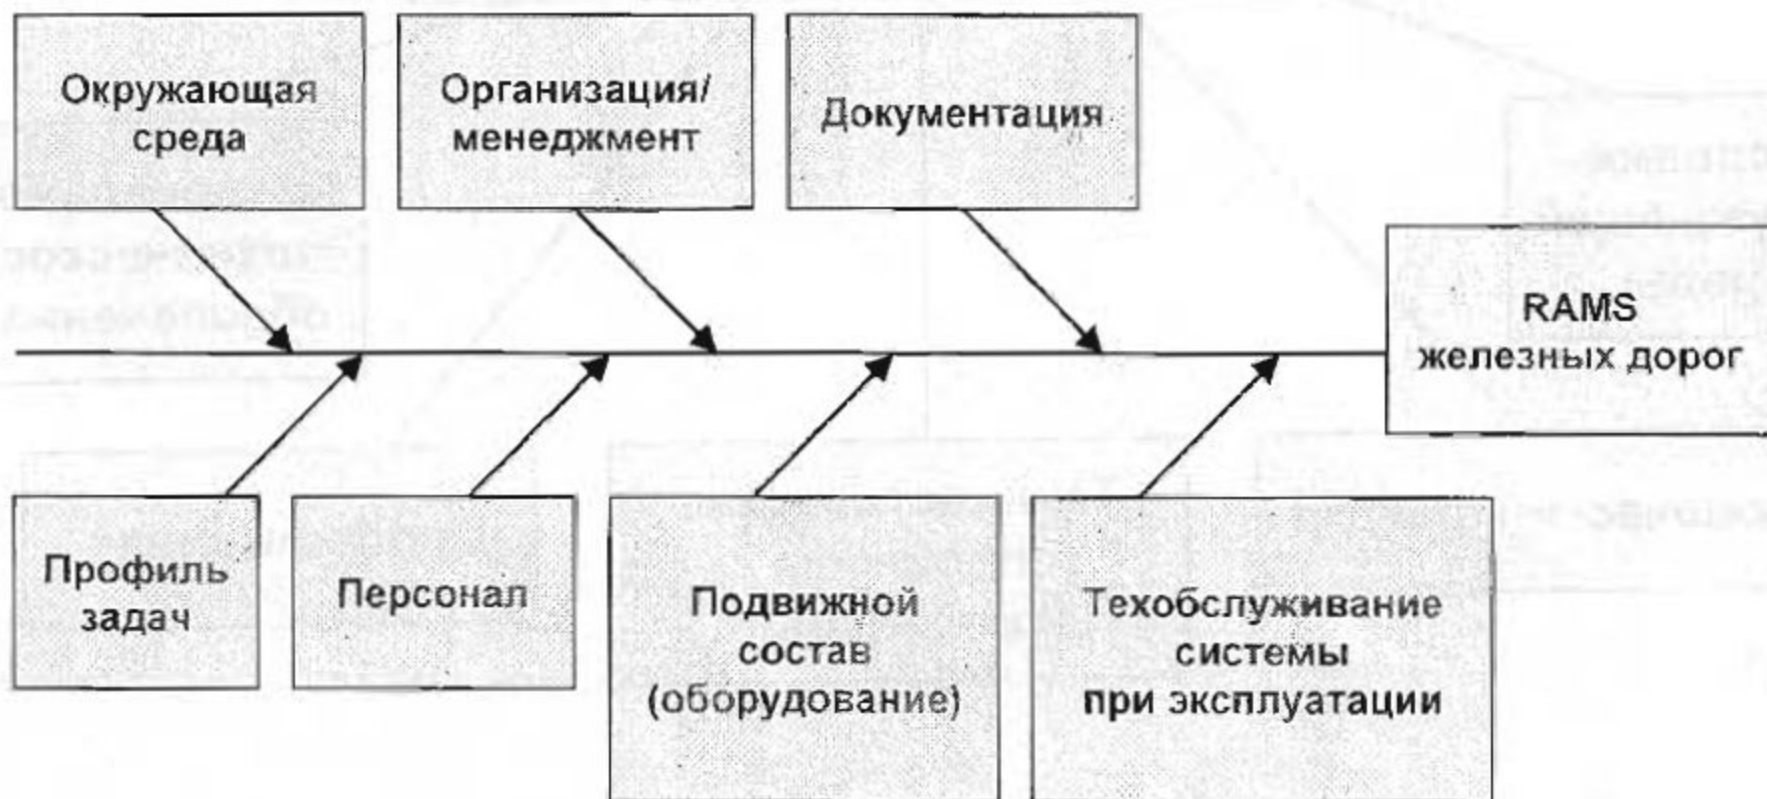 Окружающая
среда
Организация/
менеджмент
Документация
RAMS
железных дорог
Профиль
задач
Персонал
Подвижной
состав
(оборудование)
Техобслуживание
системы
при эксплуатации